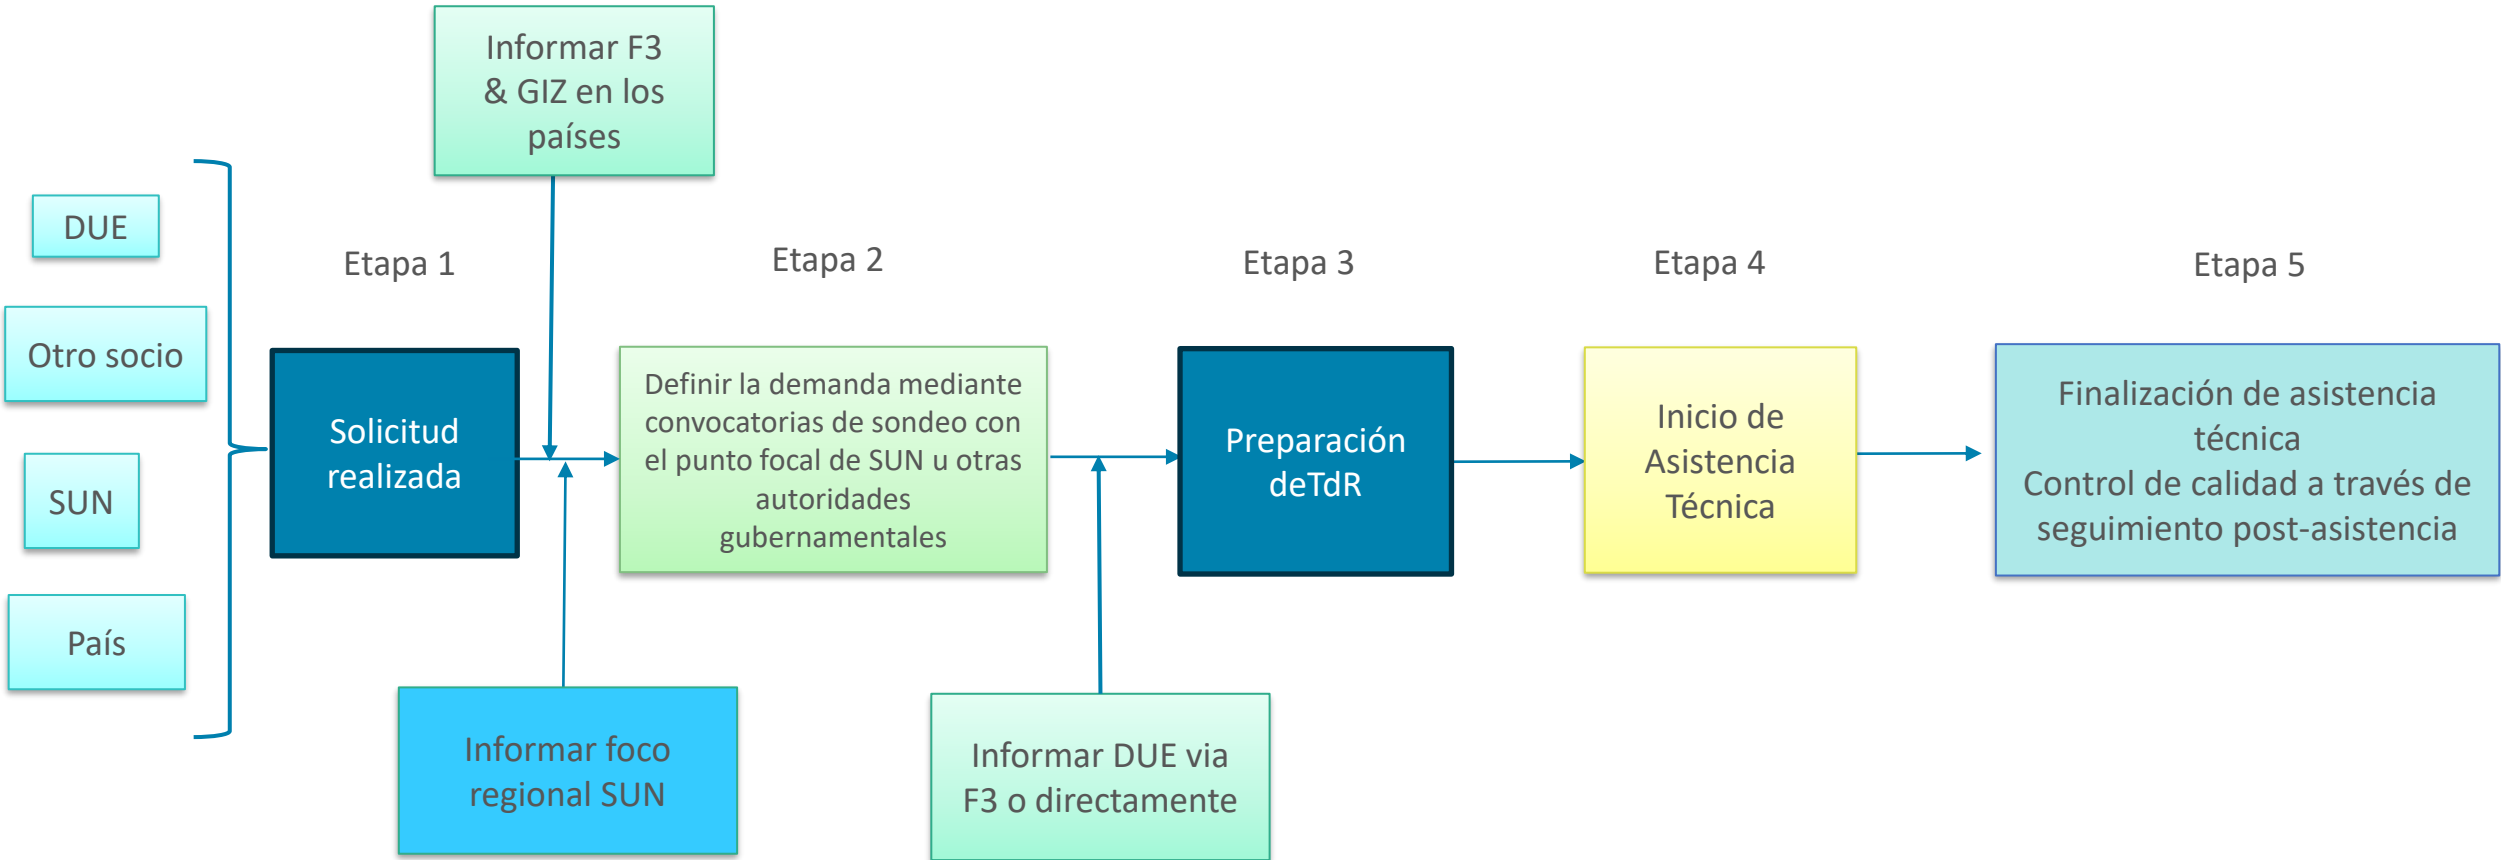 Informar F3
& GIZ en los
países
DUE
Otro socio
SUN
País
Etapa 1
Etapa 2
Etapa 3
Etapa 4
Etapa 5
Solicitud
realizada
Definir la demanda mediante
convocatorias de sondeo con
el punto focal de SUN u otras
autoridades
gubernamentales
Preparación
deTdR
Inicio de
Asistencia
Técnica
Finalización de asistencia
técnica
Control de calidad a través de
seguimiento post-asistencia
Informar foco
regional SUN
Informar DUE via
F3 o directamente